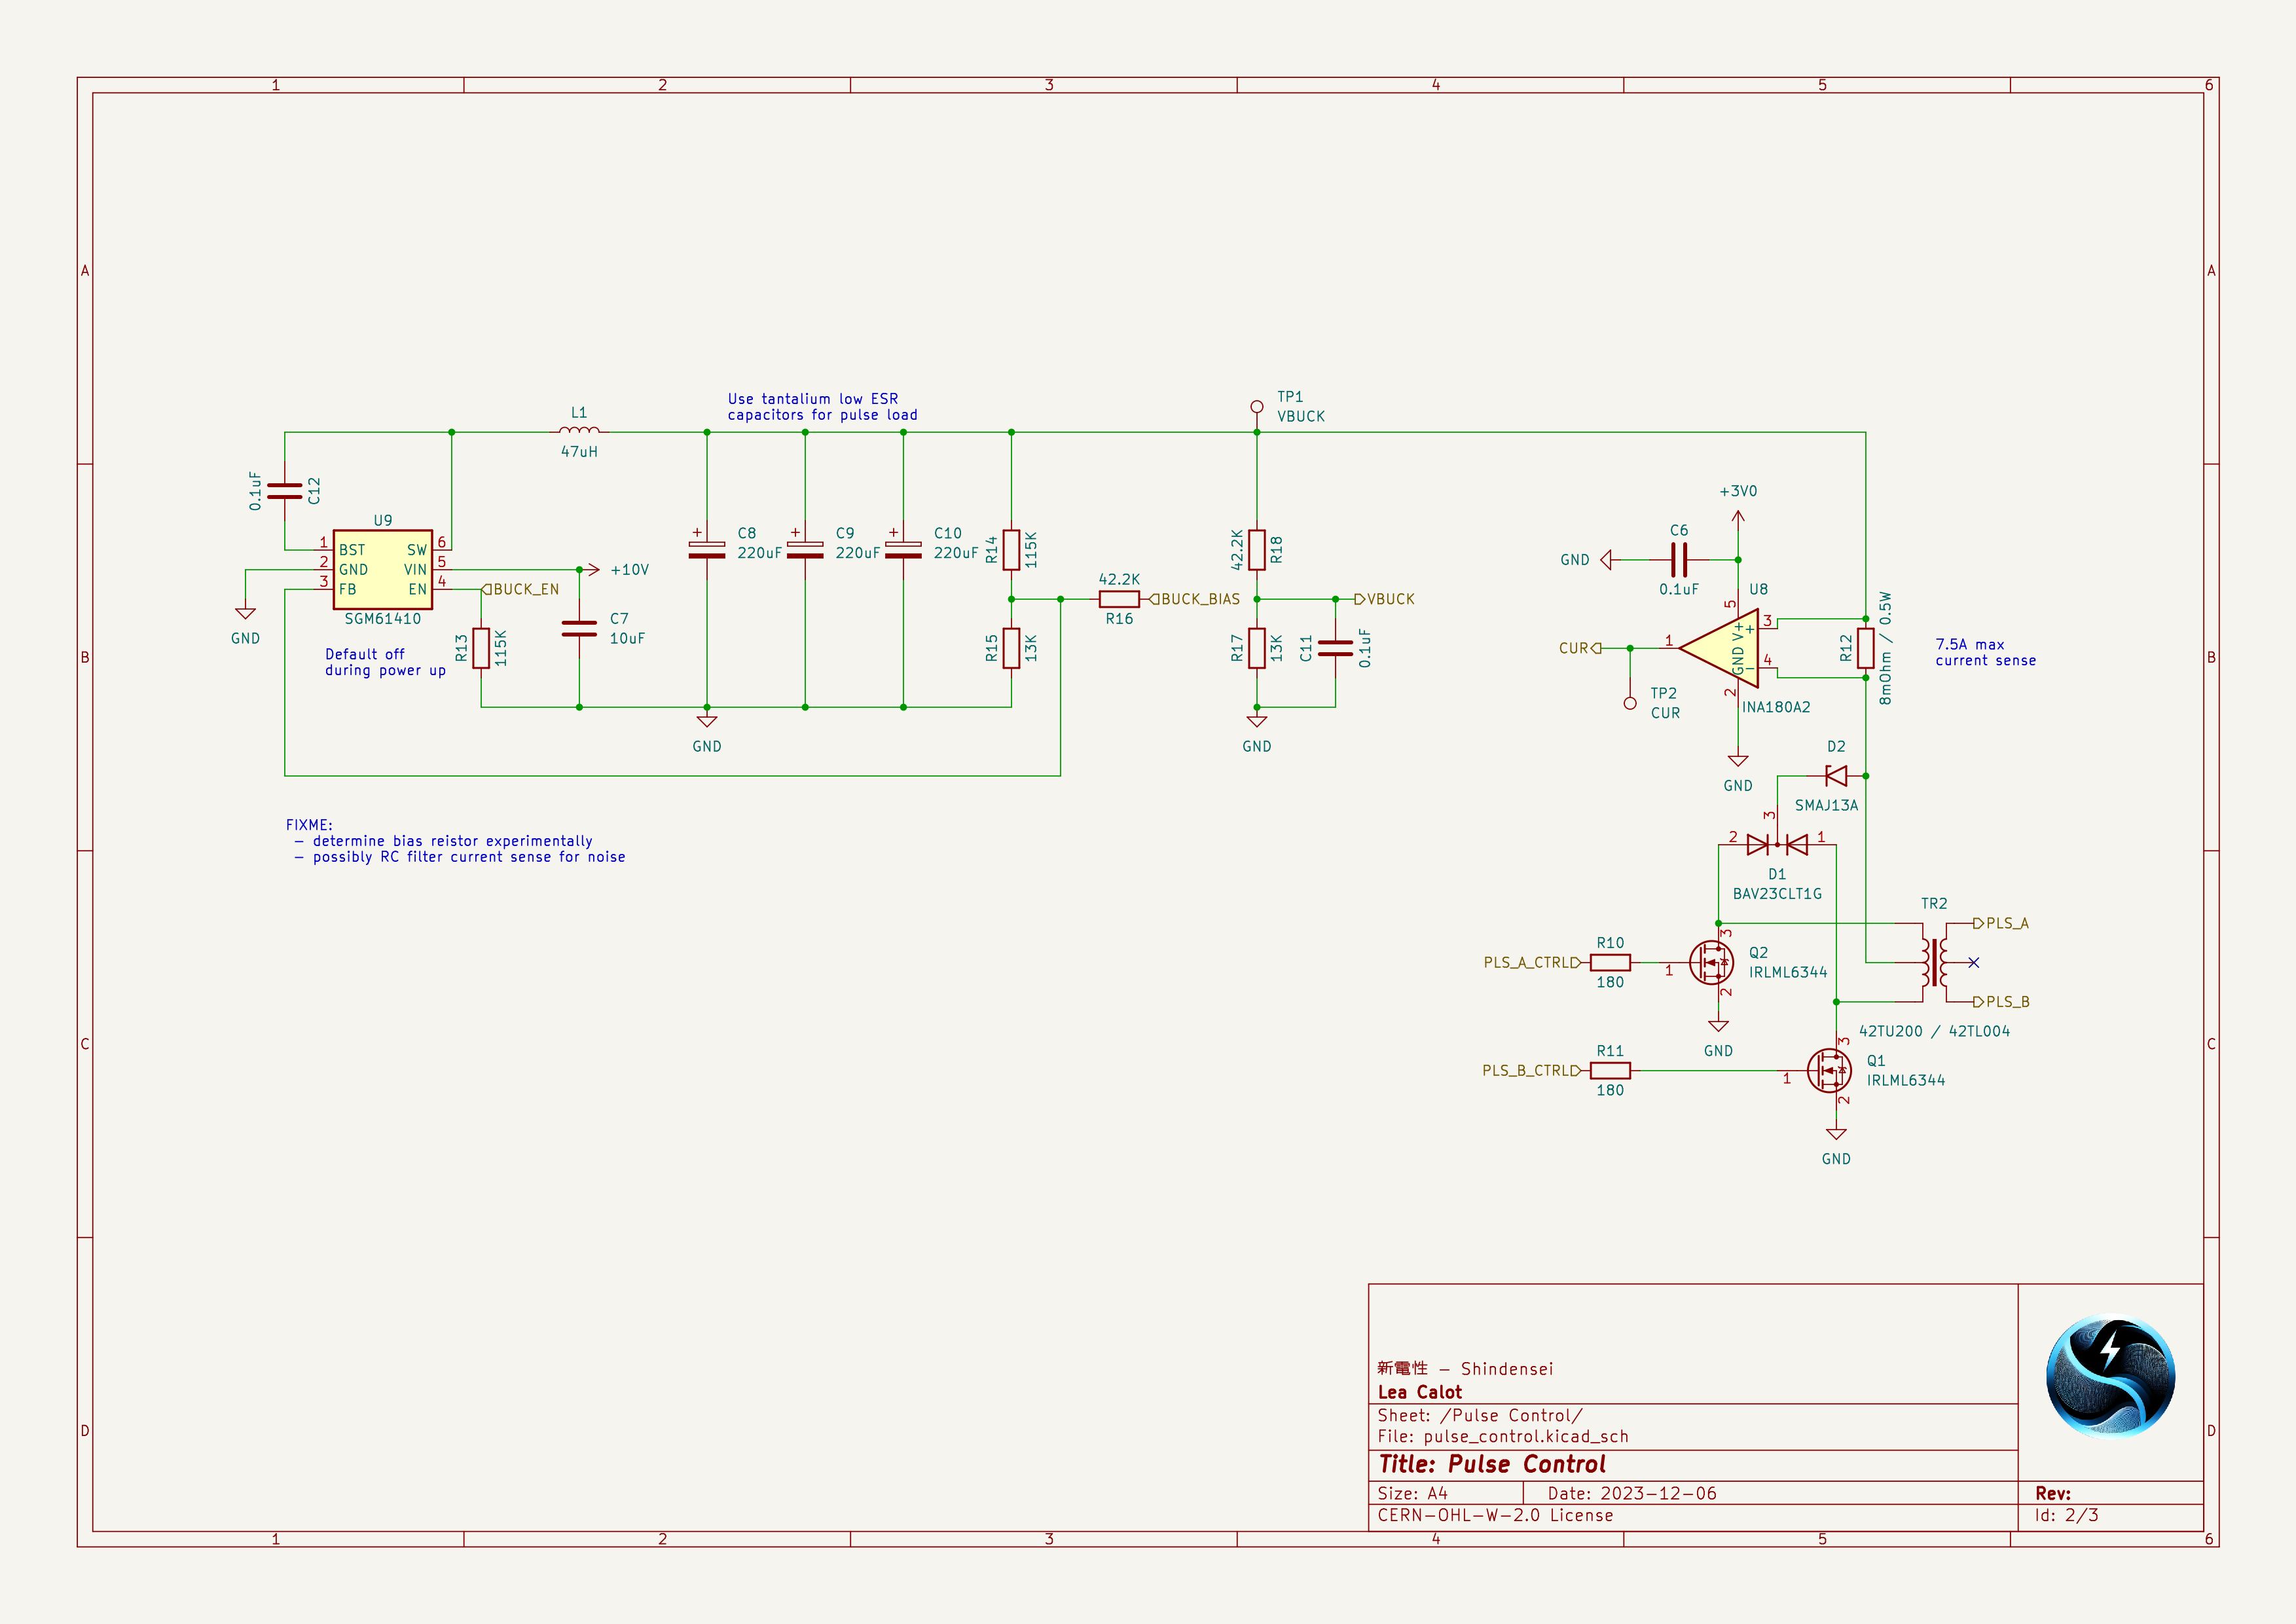 1 2 3 4 5 6
A
A
B
B
C
C
D
D
1 2 3 4 5 6
L1
47uH
Use tantalium low ESR
capacitors for pulse load
TP1
VBUCK
0.1uF
C12
U9
1 BST SW 6
2 GND VIN 5
3 FB EN 4
SGM61410
GND
Default off
during power up
BUCK_EN
+10V
R13
115K
C7
10uF
C8
220uF
C9
220uF
C10
220uF
GND
R14
115K
R15
13K
42.2K
R16
BUCK_BIAS
42.2K
R18
R17
13K
C11
0.1uF
VBUCK
GND
FIXME:
– determine bias reistor experimentally
– possibly RC filter current sense for noise
+3V0
C6
GND
0.1uF
U8
5
V+
+
3
1
4
–
GND
2
INA180A2
CUR
TP2
CUR
GND
R12
8mOhm / 0.5W
7.5A max
current sense
D2
SMAJ13A
3
2 1
D1
BAV23CLT1G
TR2
PLS_A
PLS_B
42TU200 / 42TL004
PLS_A_CTRL
R10
180
1
3
2
Q2
IRLML6344
GND
PLS_B_CTRL
R11
180
1
3
2
Q1
IRLML6344
GND
新電性 – Shindensei
Lea Calot
Sheet: /Pulse Control/
File: pulse_control.kicad_sch
Title: Pulse Control
Size: A4 Date: 2023-12-06 Rev:
CERN-OHL-W-2.0 License Id: 2/3